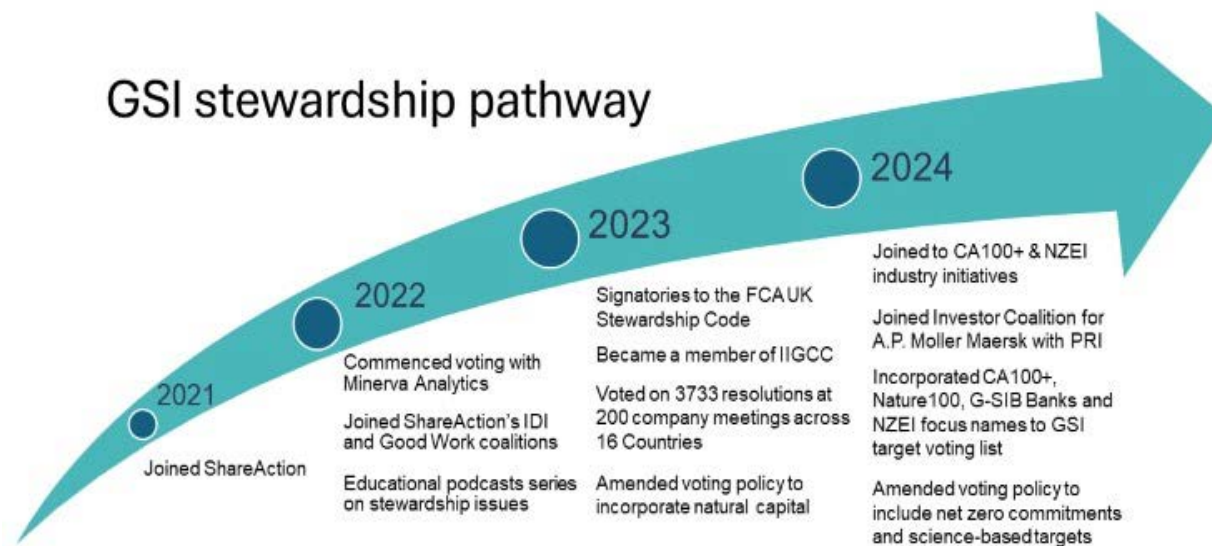 GSI stewardship pathway
2021
Joined ShareAction
2022
Commenced voting with
Minerva Analytics
Joined ShareAction's IDI
and Good Work coalitions
Educational podcasts series
on stewardship issues
2023
Signatories to the FCA UK
Stewardship Code
Became a member of IIGCC
Voted on 3733 resolutions at
200 company meetings across
16 Countries
Amended voting policy to
incorporate natural capital
2024
Joined to CA100+ & NZEI
industry initiatives
Joined Investor Coalition for
A.P. Moller Maersk with PRI
Incorporated CA100+,
Nature100, G-SIB Banks and
NZEI focus names to GSI
target voting list
Amended voting policy to
include net zero commitments
and science-based targets